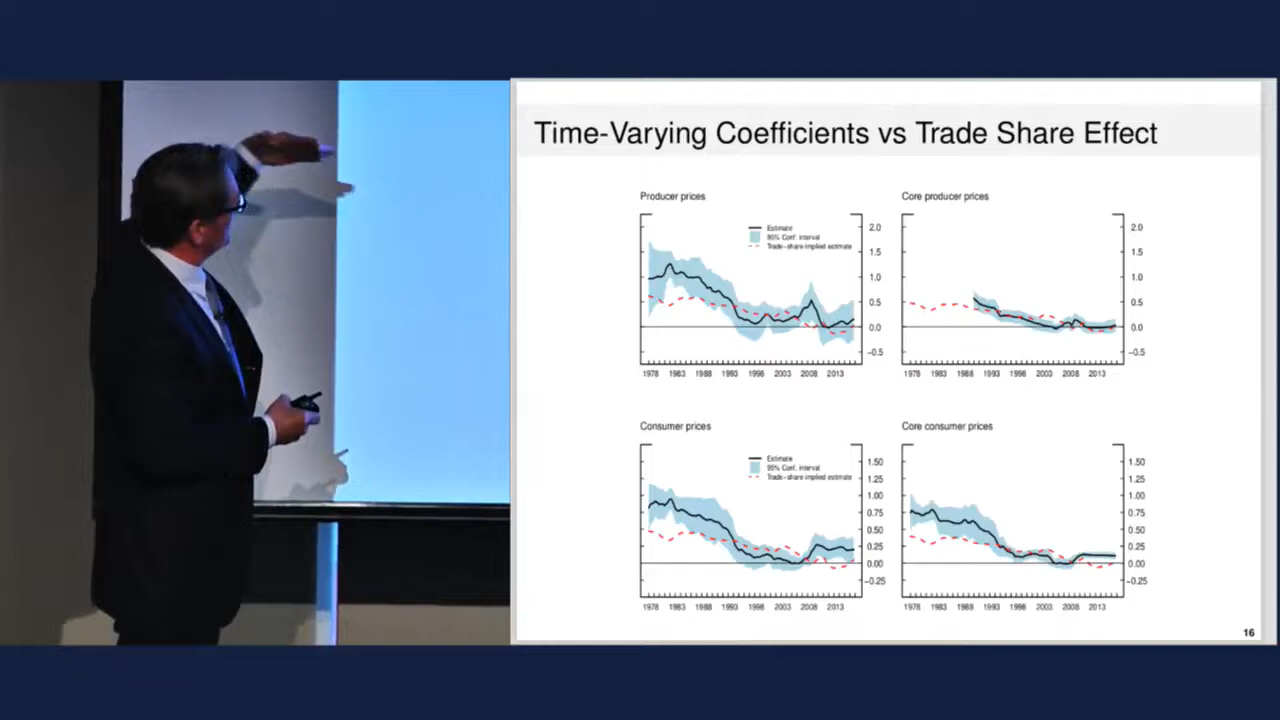 Time-Varying Coefficients vs Trade Share Effect
Producer prices
Estimate
95% Conf. interval
Trade-share implied estimate
2.0
1.5
1.0
0.5
0.0
-0.5
1978 1983 1988 1993 1998 2003 2008 2013
Core producer prices
2.0
1.5
1.0
0.5
0.0
-0.5
1978 1983 1988 1993 1998 2003 2008 2013
Consumer prices
Estimate
95% Conf. interval
Trade-share implied estimate
1.50
1.25
1.00
0.75
0.50
0.25
0.00
-0.25
1978 1983 1988 1993 1998 2003 2008 2013
Core consumer prices
1.50
1.25
1.00
0.75
0.50
0.25
0.00
-0.25
1978 1983 1988 1993 1998 2003 2008 2013
16